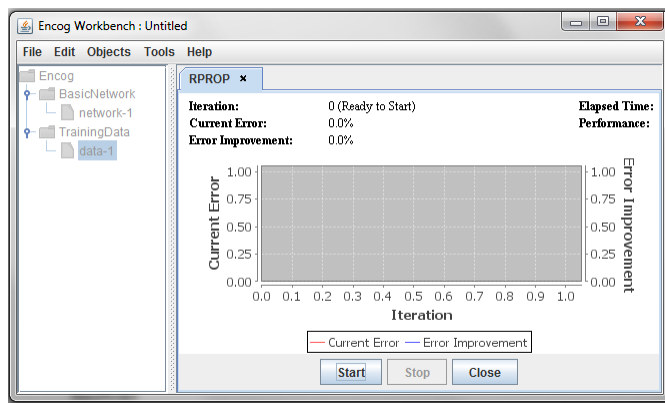 Encog Workbench : Untitled
File Edit Objects Tools Help
Encog
BasicNetwork
network-1
TrainingData
data-1
RPROP ×
Iteration: 0 (Ready to Start) Elapsed Time:
Current Error: 0.0% Performance:
Error Improvement: 0.0%
Current Error
1.00
0.75
0.50
0.25
0.00
1.00
0.75
0.50
0.25
0.00
Error Improvement
0.0 0.1 0.2 0.3 0.4 0.5 0.6 0.7 0.8 0.9 1.0
Iteration
Current Error Error Improvement
Start Stop Close